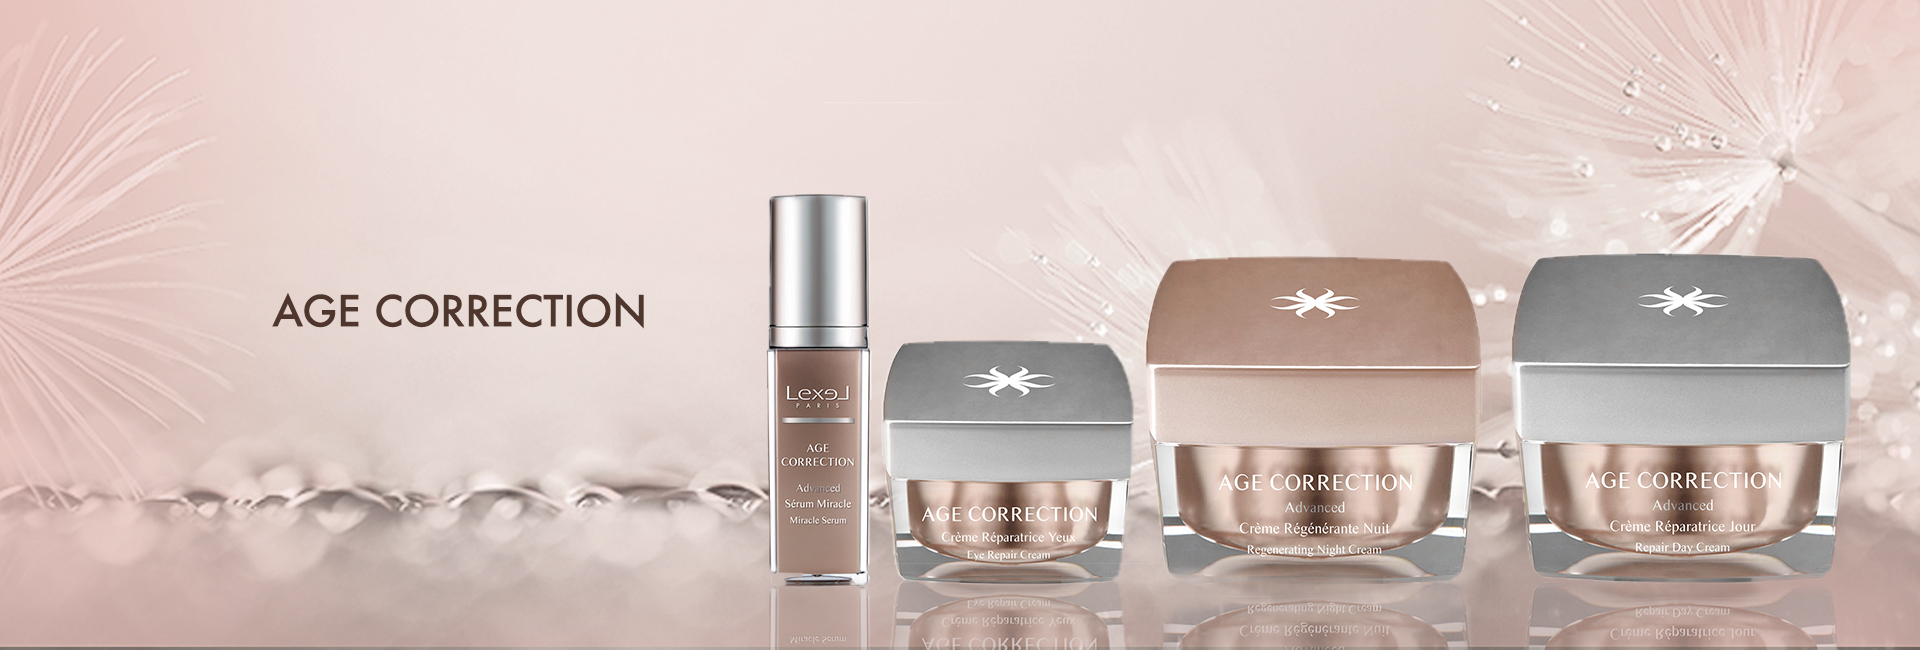 AGE CORRECTION
Lexel
PARIS
AGE
CORRECTION
Advanced
Sérum Miracle
Miracle Serum
AGE CORRECTION
Crème Réparatrice Yeux
Eye Repair Cream
AGE CORRECTION
Advanced
Crème Régénérante Nuit
Regenerating Night Cream
AGE CORRECTION
Advanced
Crème Réparatrice Jour
Repair Day Cream